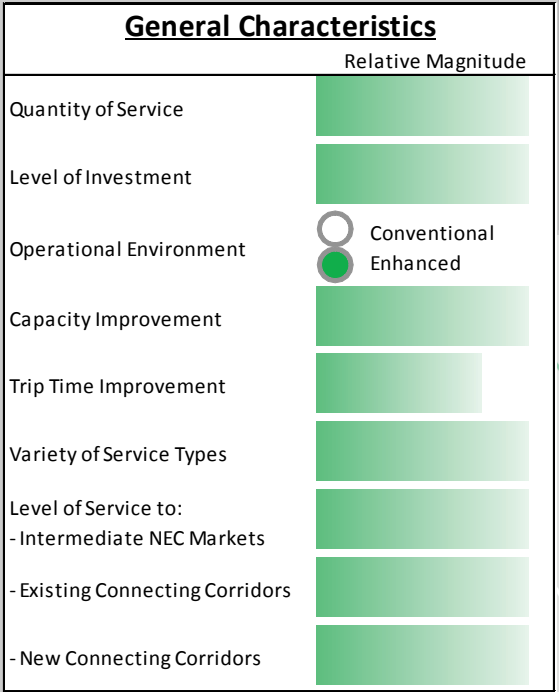 General Characteristics
Relative Magnitude
Quantity of Service
Level of Investment
Operational Environment
Conventional
Enhanced
Capacity Improvement
Trip Time Improvement
Variety of Service Types
Level of Service to:
- Intermediate NEC Markets
- Existing Connecting Corridors
- New Connecting Corridors